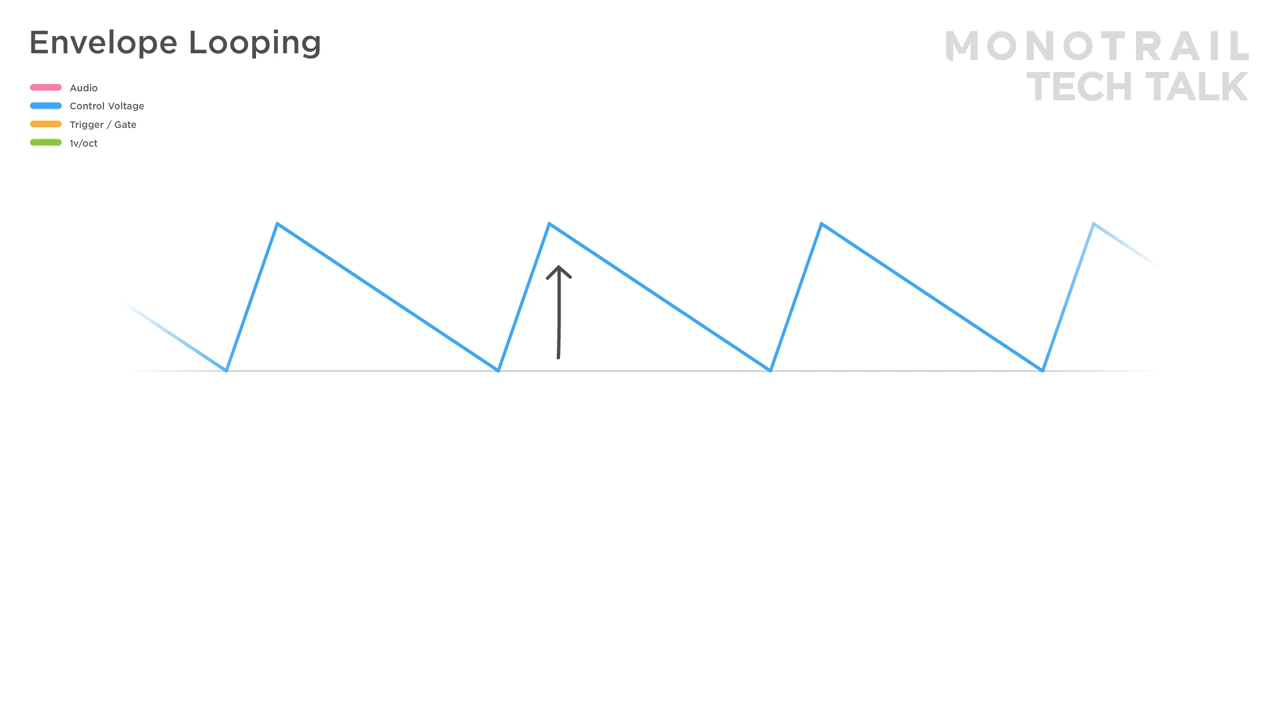 Envelope Looping
MONOTRAIL
TECH TALK
Audio
Control Voltage
Trigger / Gate
1v/oct